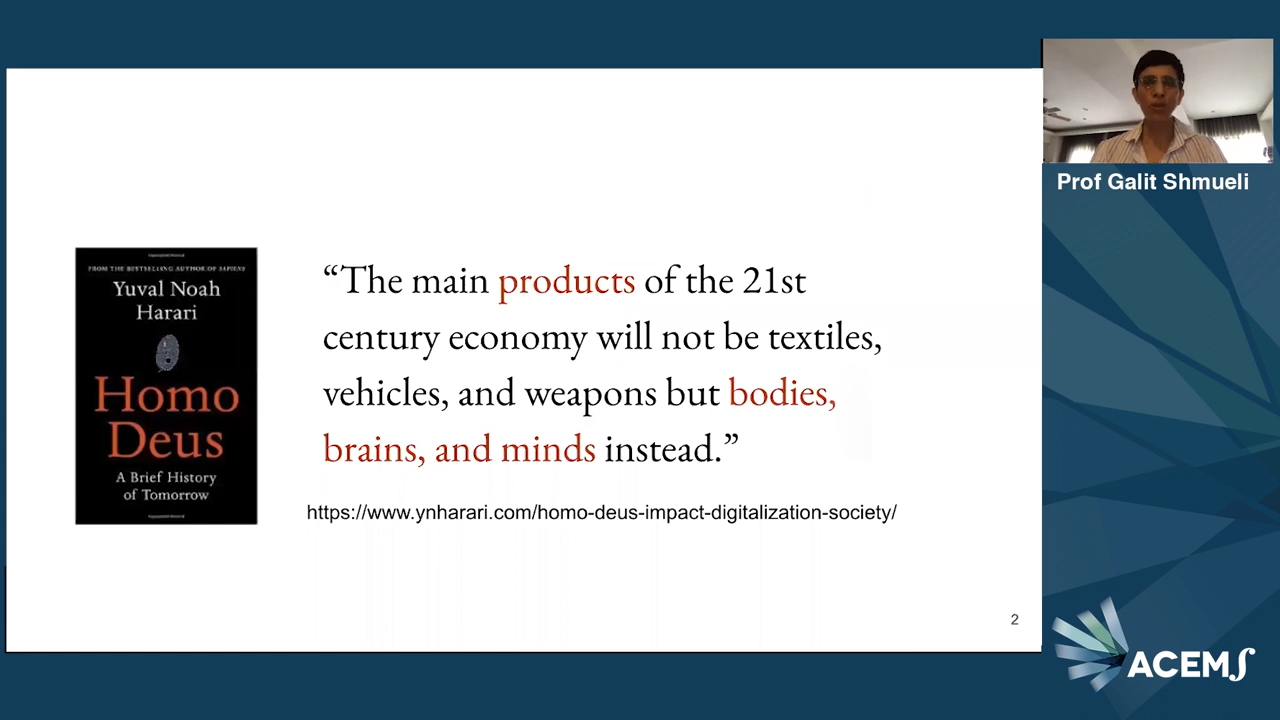 FROM THE BESTSELLING AUTHOR OF SAPIENS
Yuval Noah
Harari
Homo
Deus
A Brief History
of Tomorrow
“The main products of the 21st
century economy will not be textiles,
vehicles, and weapons but bodies,
brains, and minds instead.”
https://www.ynharari.com/homo-deus-impact-digitalization-society/
2
Prof Galit Shmueli
ACEMS